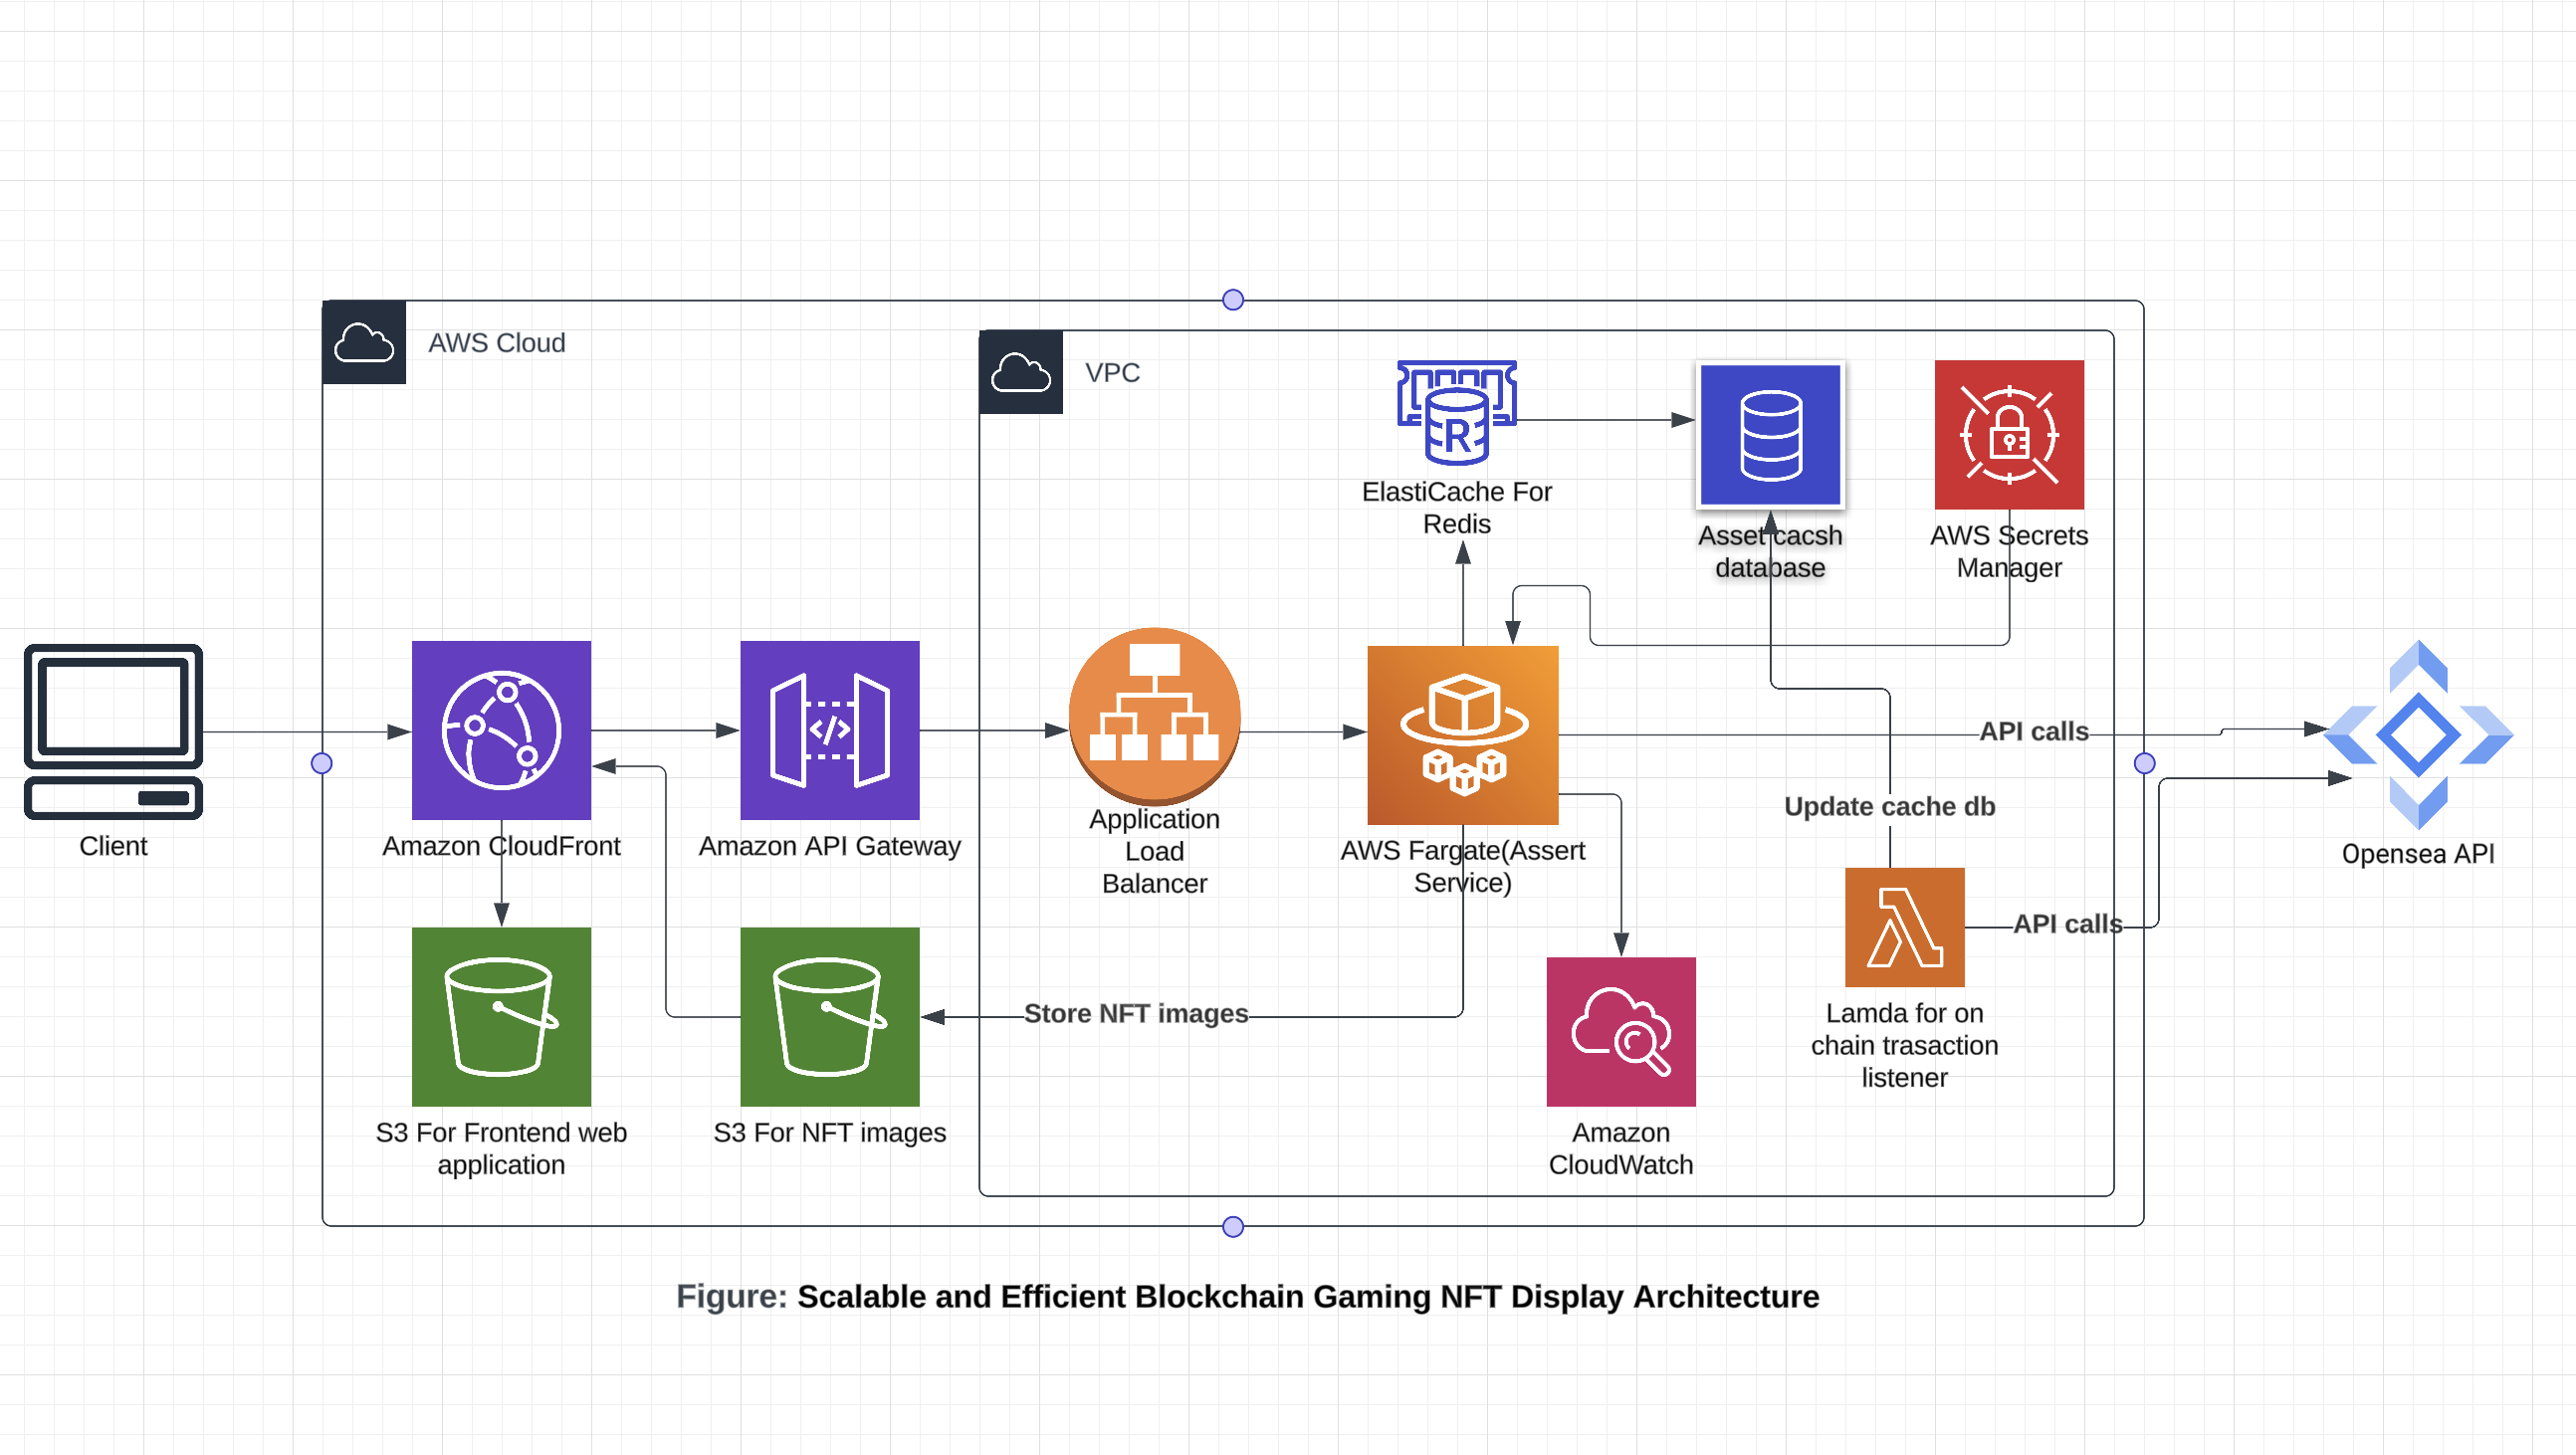 AWS Cloud
VPC
R
ElastiCache For
Redis
Asset cacsh
database
AWS Secrets
Manager
Client
Amazon CloudFront
</>
Amazon API Gateway
Application
Load
Balancer
AWS Fargate(Assert
Service)
API calls
Update cache db
Opensea API
API calls
Store NFT images
Lamda for on
chain trasaction
listener
S3 For Frontend web
application
S3 For NFT images
Amazon
CloudWatch
Figure: Scalable and Efficient Blockchain Gaming NFT Display Architecture